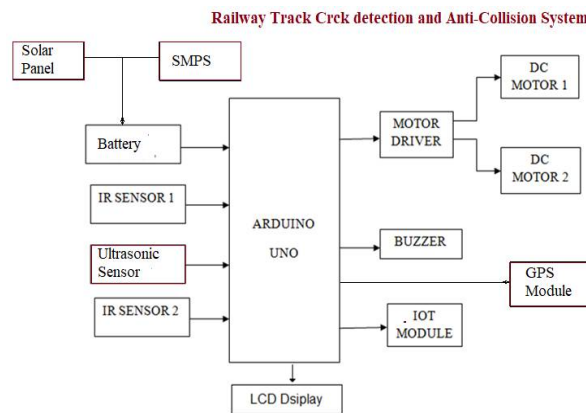 Railway Track Crck detection and Anti-Collision System
Solar
Panel
SMPS
DC
MOTOR 1
MOTOR
DRIVER
Battery
DC
MOTOR 2
IR SENSOR 1
ARDUINO
UNO
BUZZER
Ultrasonic
Sensor
GPS
Module
IR SENSOR 2
IOT
MODULE
LCD Dsiplay